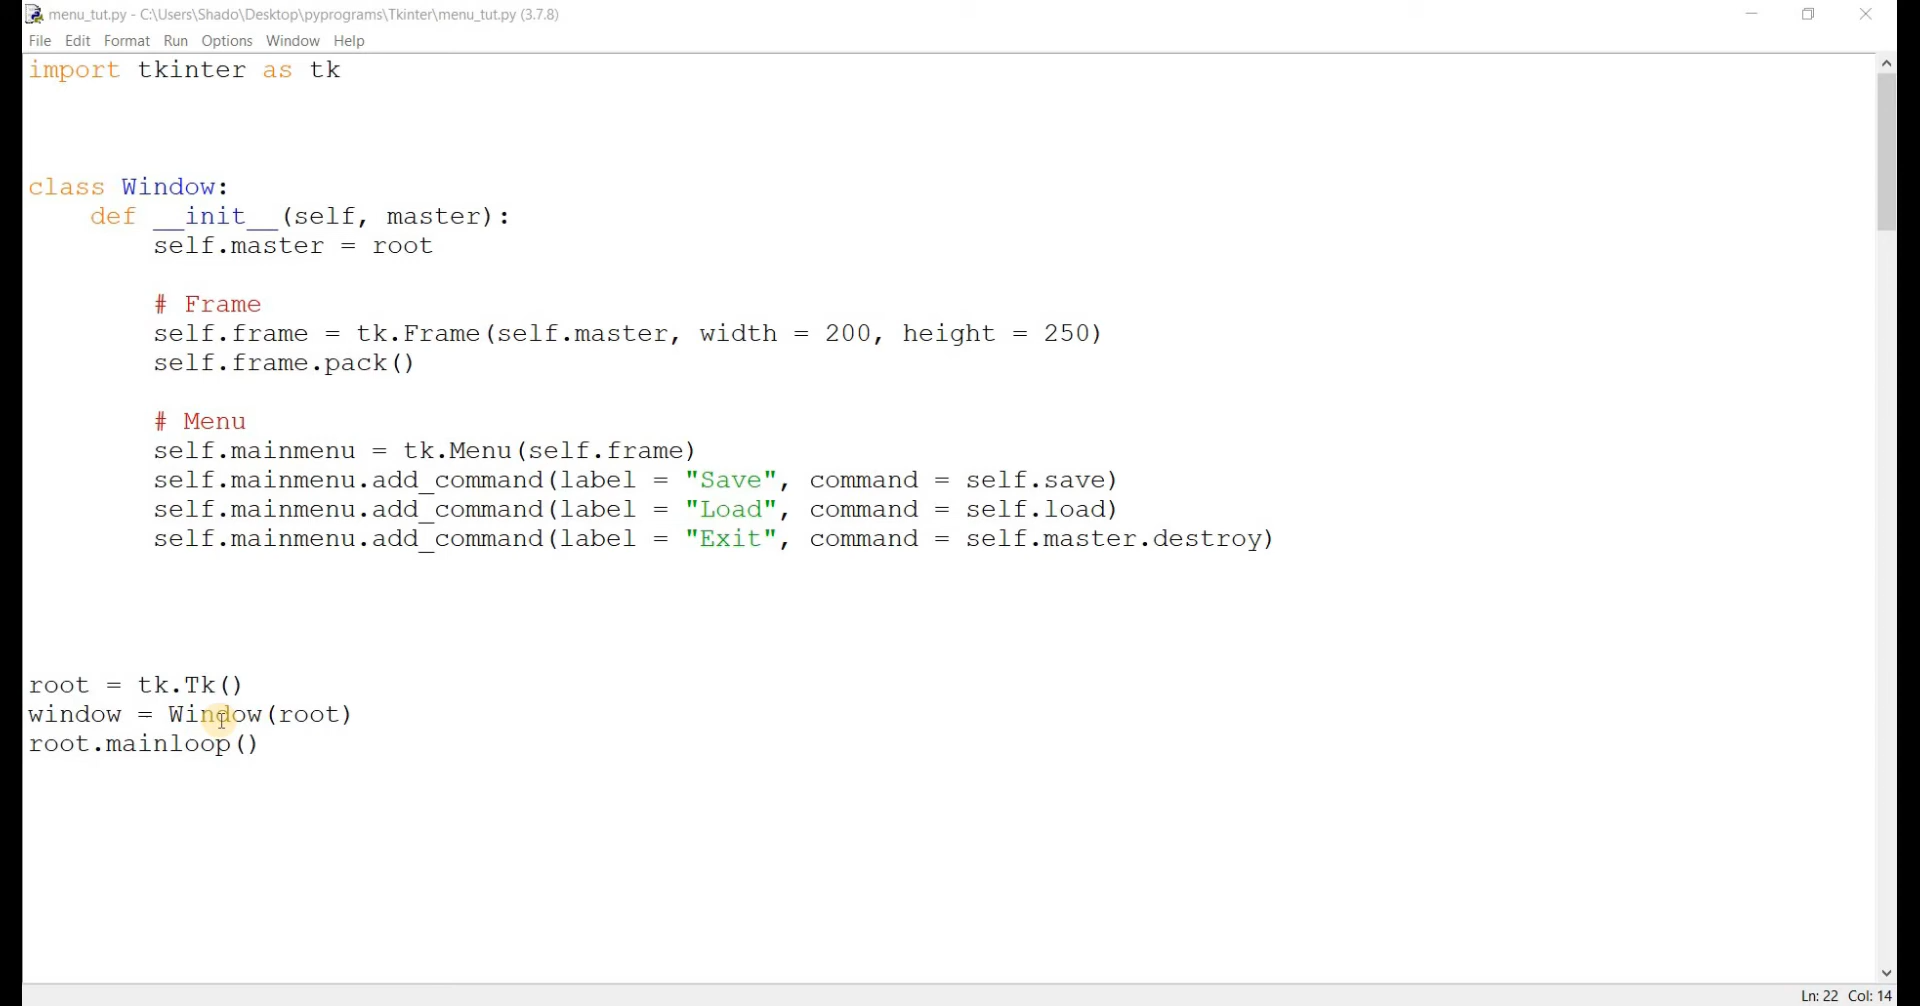 menu_tut.py - C:\Users\Shado\Desktop\pyprograms\Tkinter\menu_tut.py (3.7.8)
File Edit Format Run Options Window Help
import tkinter as tk
class Window:
    def __init__(self, master):
        self.master = root
        # Frame
        self.frame = tk.Frame(self.master, width = 200, height = 250)
        self.frame.pack()
        # Menu
        self.mainmenu = tk.Menu(self.frame)
        self.mainmenu.add_command(label = "Save", command = self.save)
        self.mainmenu.add_command(label = "Load", command = self.load)
        self.mainmenu.add_command(label = "Exit", command = self.master.destroy)
root = tk.Tk()
window = Window(root)
root.mainloop()
Ln: 22 Col: 14